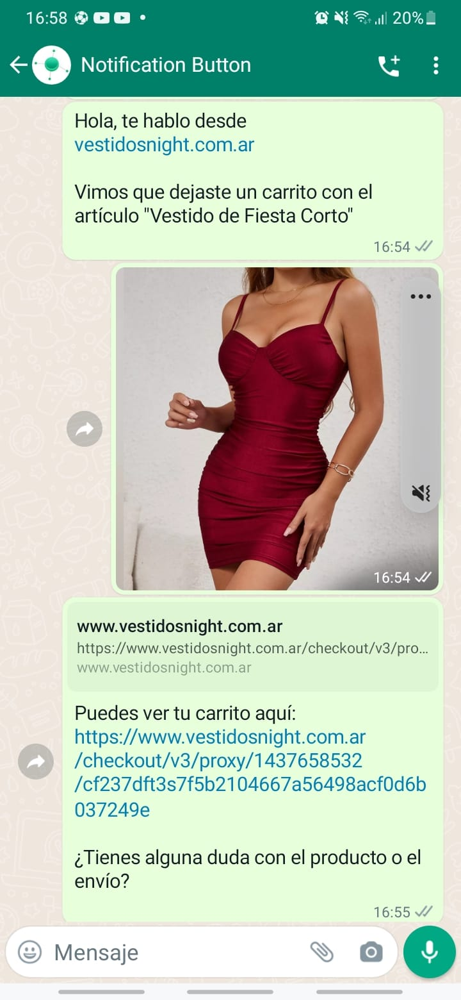 16:58
20%
Notification Button
Hola, te hablo desde
vestidosnight.com.ar
Vimos que dejaste un carrito con el
artículo "Vestido de Fiesta Corto"
16:54
16:54
www.vestidosnight.com.ar
https://www.vestidosnight.com.ar/checkout/v3/pro...
www.vestidosnight.com.ar
Puedes ver tu carrito aquí:
https://www.vestidosnight.com.ar
/checkout/v3/proxy/1437658532
/cf237dft3s7f5b2104667a56498acf0d6b
037249e
¿Tienes alguna duda con el producto o el
envío?
16:55
Mensaje